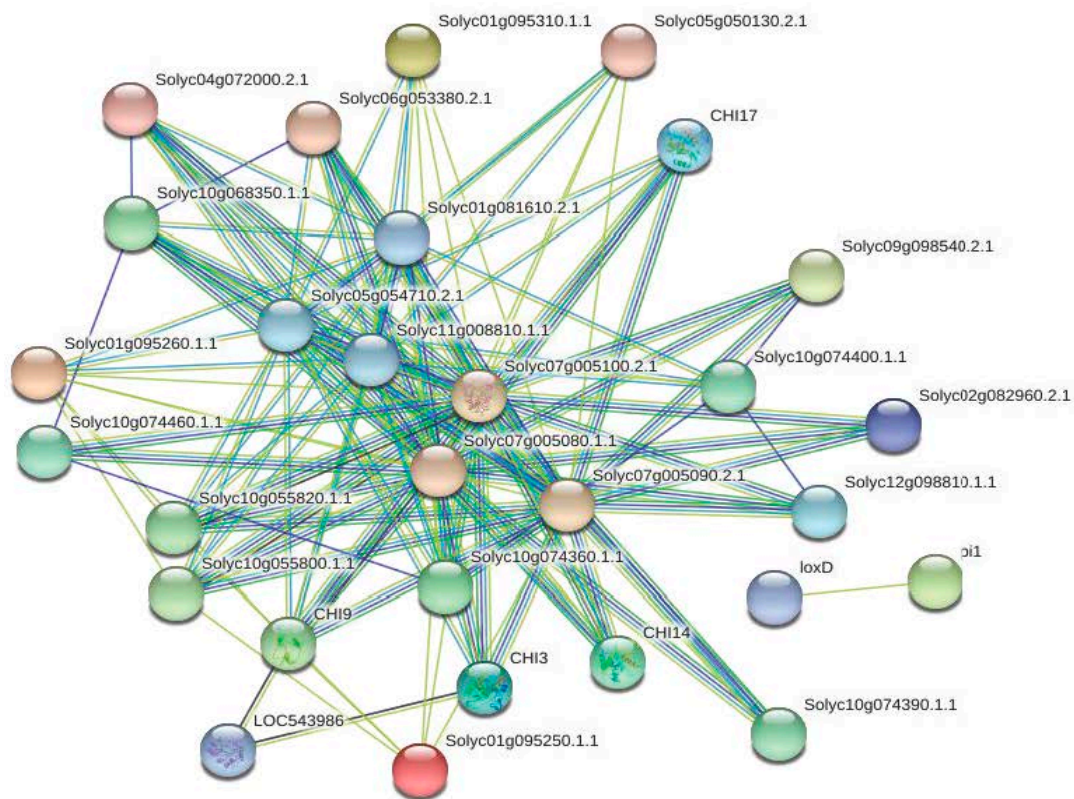 Solyc01g095310.1.1
Solyc05g050130.2.1
Solyc04g072000.2.1
Solyc06g053380.2.1
CHI17
Solyc10g068350.1.1
Solyc01g081610.2.1
Solyc09g098540.2.1
Solyc05g054710.2.1
Solyc11g008810.1.1
Solyc01g095260.1.1
Solyc10g074400.1.1
Solyc07g005100.2.1
Solyc02g082960.2.1
Solyc10g074460.1.1
Solyc07g005080.1.1
Solyc07g005090.2.1
Solyc12g098810.1.1
Solyc10g055820.1.1
Solyc10g074360.1.1
Solyc10g055800.1.1
loxD
pi1
CHI9
CHI14
CHI3
Solyc10g074390.1.1
LOC543986
Solyc01g095250.1.1